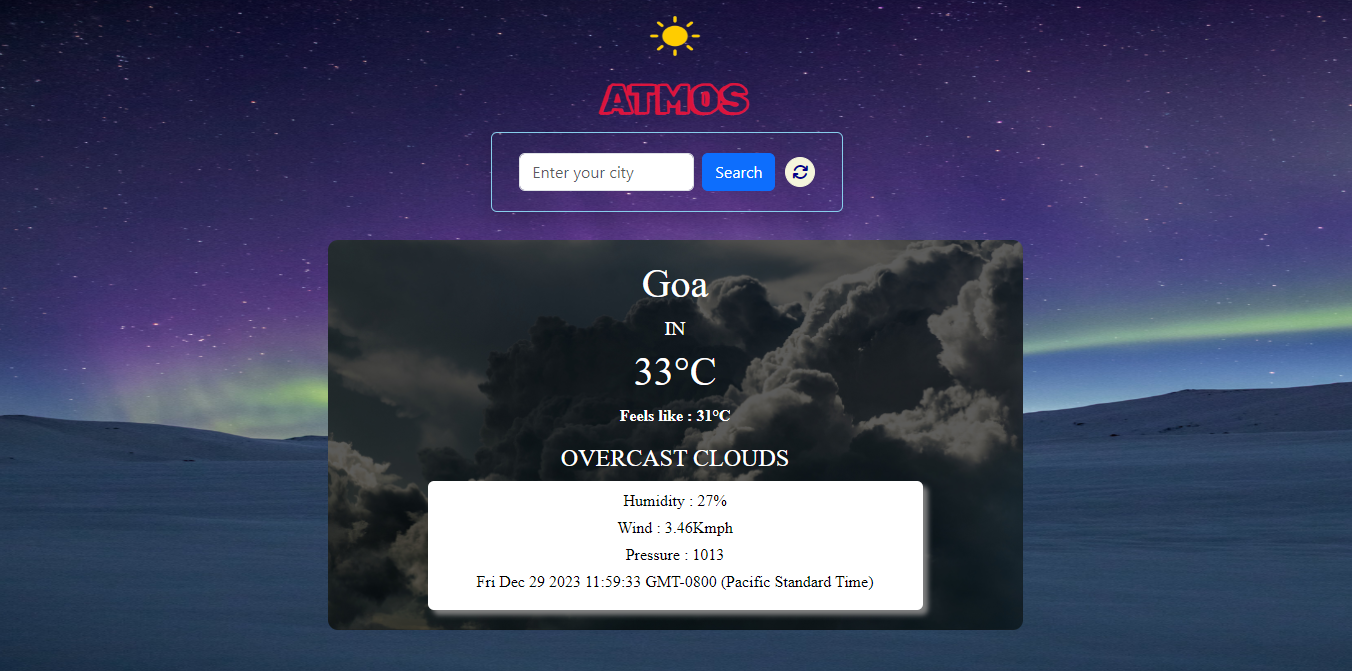 ATMOS
Enter your city Search
Goa
IN
33°C
Feels like : 31°C
OVERCAST CLOUDS
Humidity : 27%
Wind : 3.46Kmph
Pressure : 1013
Fri Dec 29 2023 11:59:33 GMT-0800 (Pacific Standard Time)